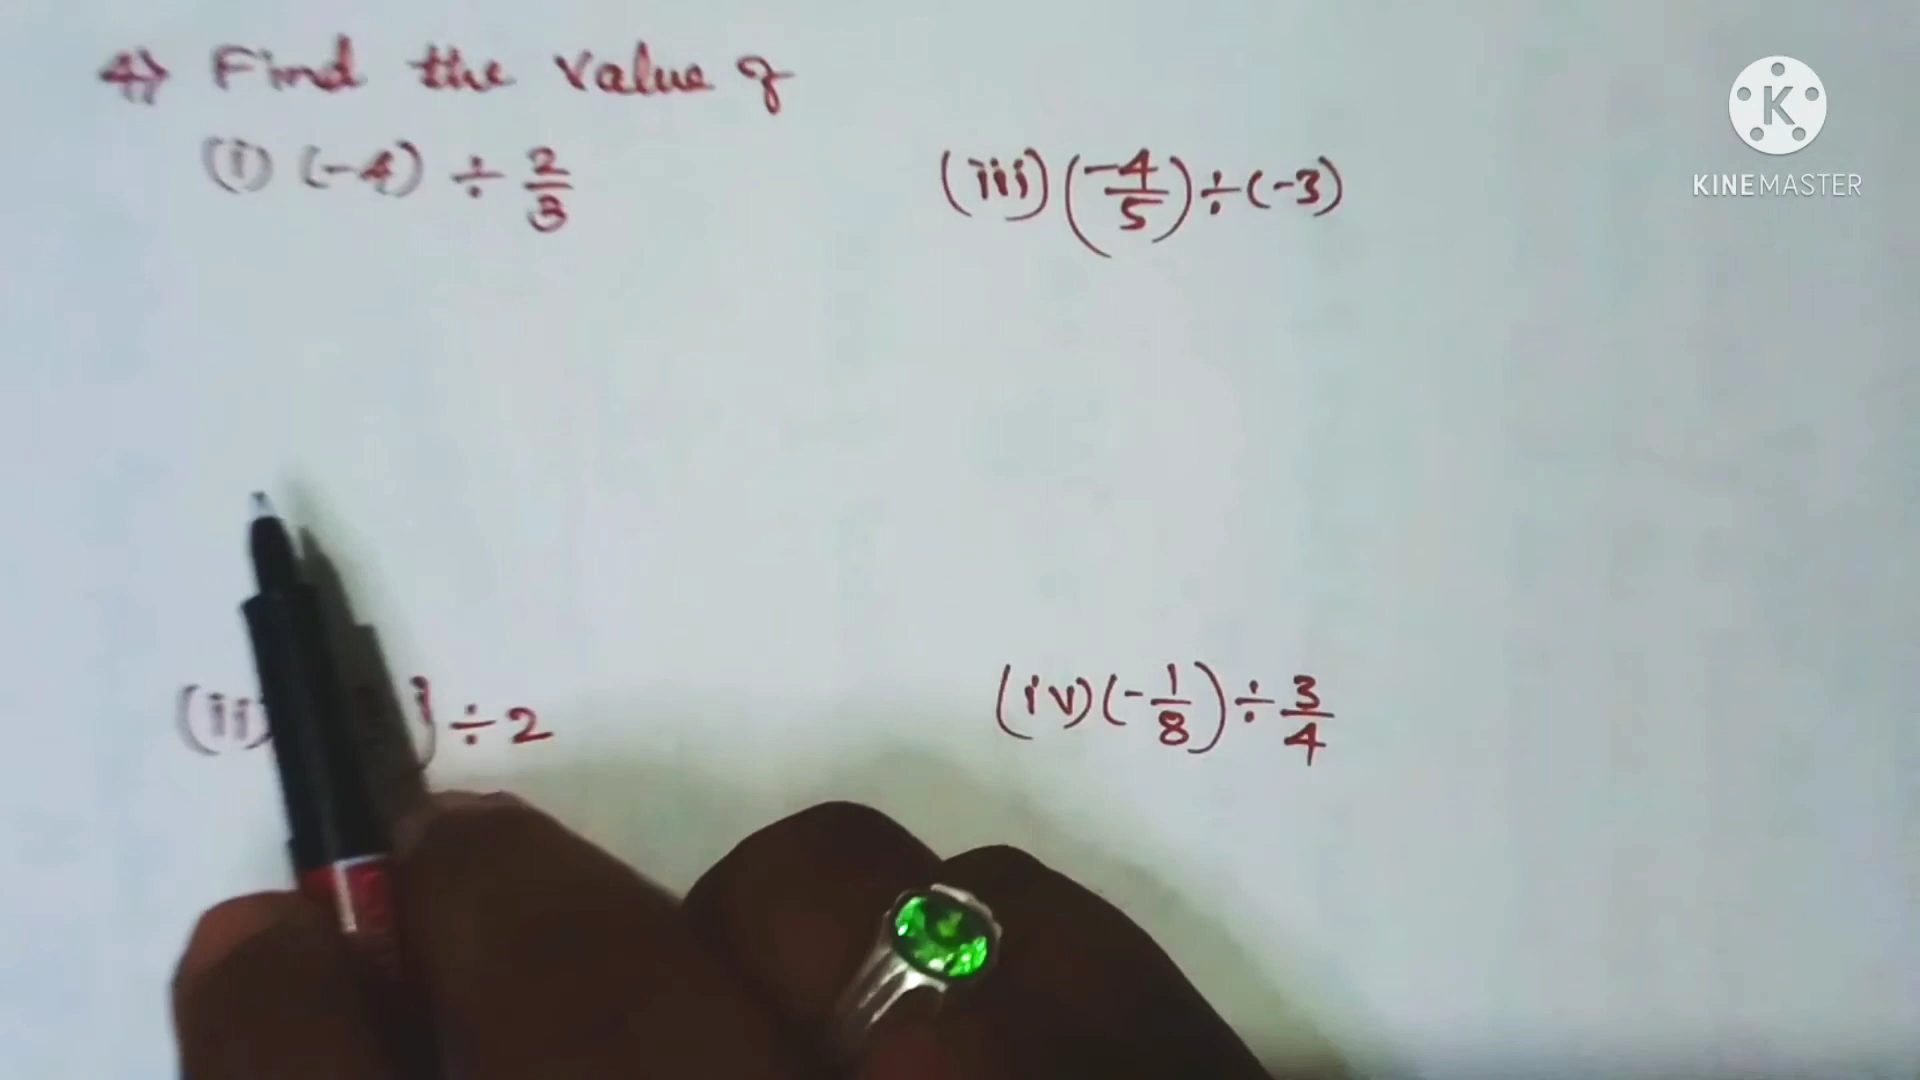 4) Find the value of
(i) (-4) ÷ 2/3
(iii) (-4/5) ÷ (-3)
(ii) ÷ 2
(iv) (-1/8) ÷ 3/4
K
KINEMASTER